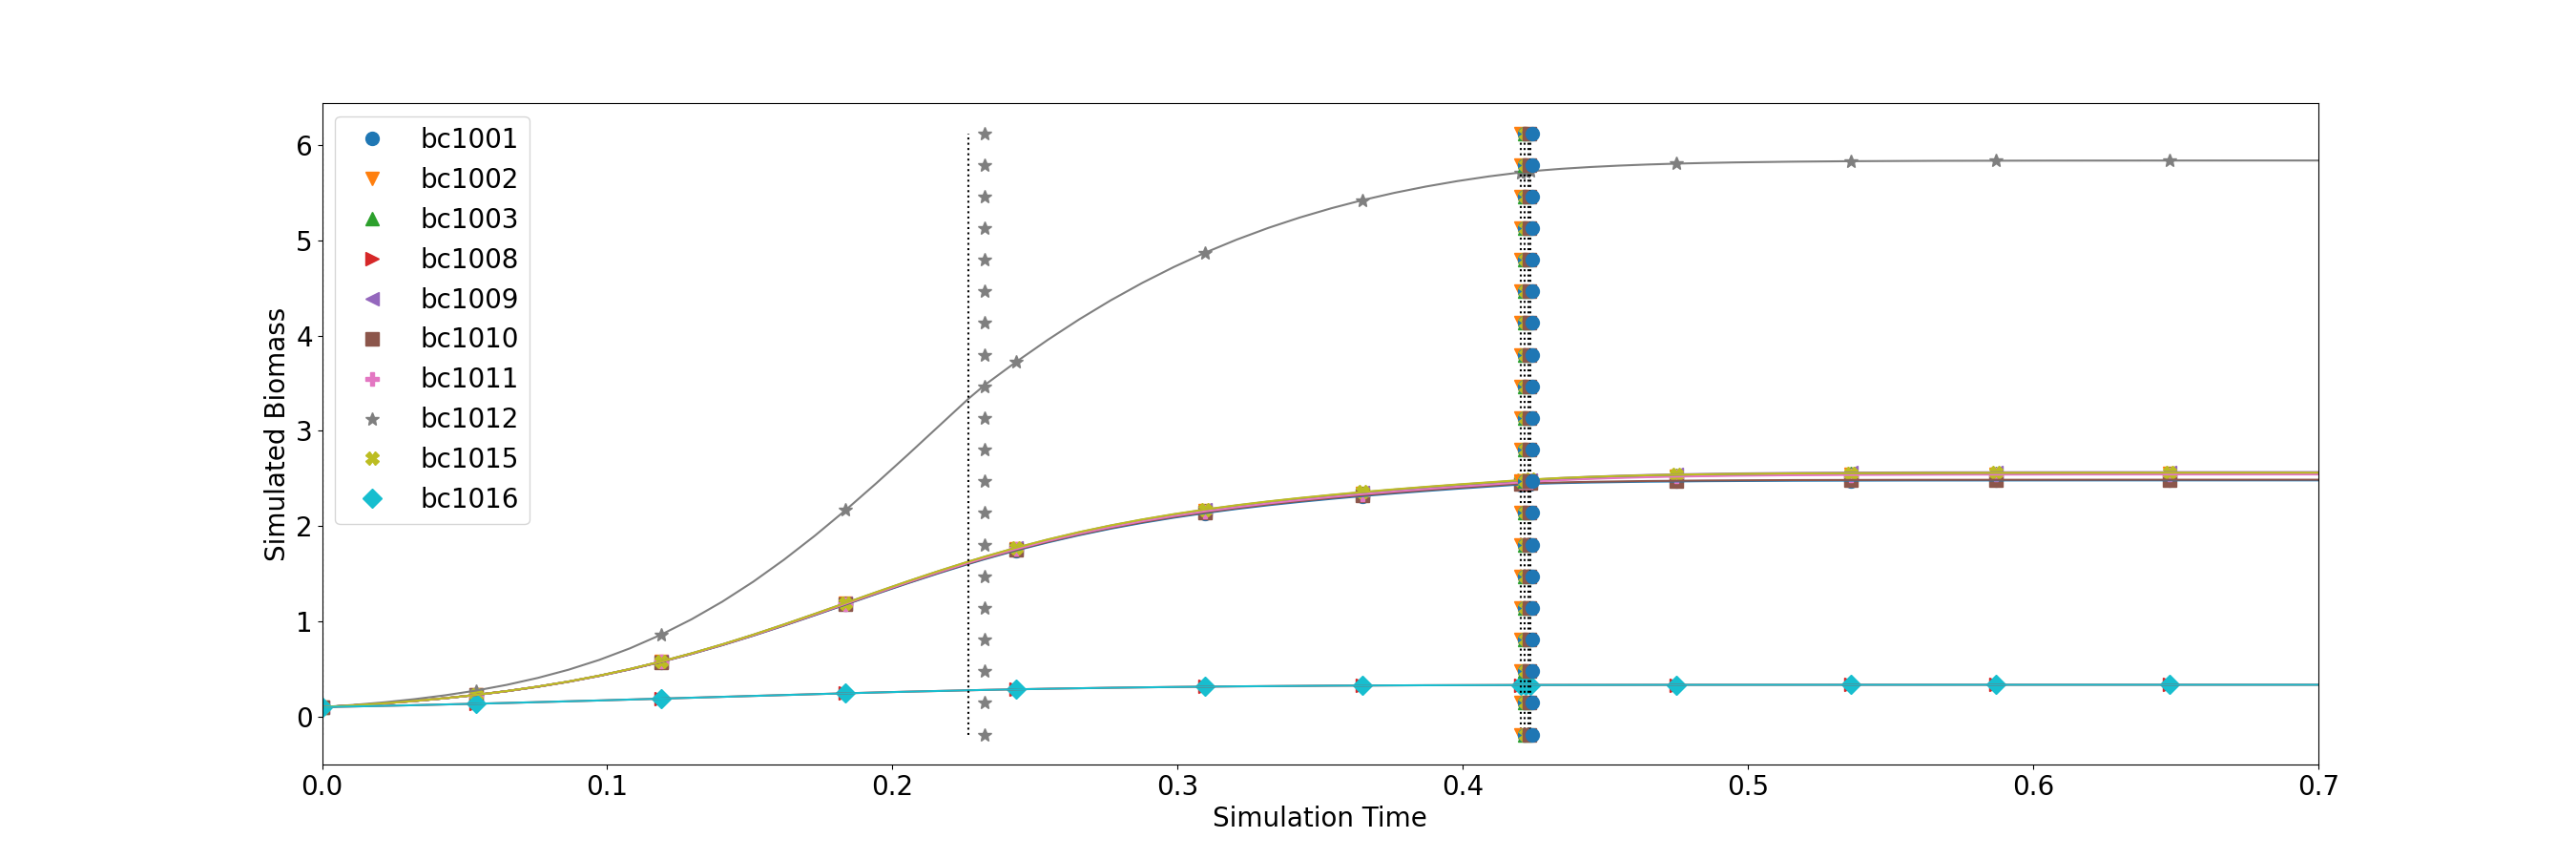 bc1001
bc1002
bc1003
bc1008
bc1009
bc1010
bc1011
bc1012
bc1015
bc1016
Simulated Biomass
6
5
4
3
2
1
0
0.0 0.1 0.2 0.3 0.4 0.5 0.6 0.7
Simulation Time